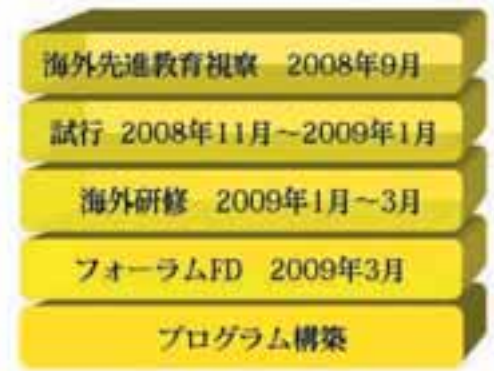 海外先進教育視察　2008年9月
試行 2008年11月～2009年1月
海外研修　2009年1月～3月
フォーラムFD　2009年3月
プログラム構築